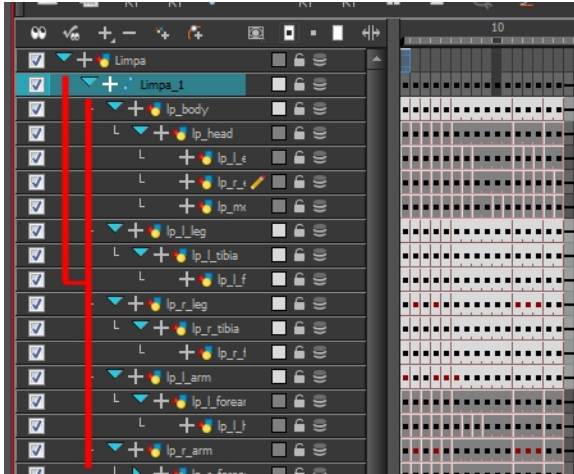 10
Limpa
Limpa_1
lp_body
lp_head
lp_l_e
lp_r_e
lp_mo
lp_l_leg
lp_l_tibia
lp_l_f
lp_r_leg
lp_r_tibia
lp_r_f
lp_l_arm
lp_l_forear
lp_l_h
lp_r_arm